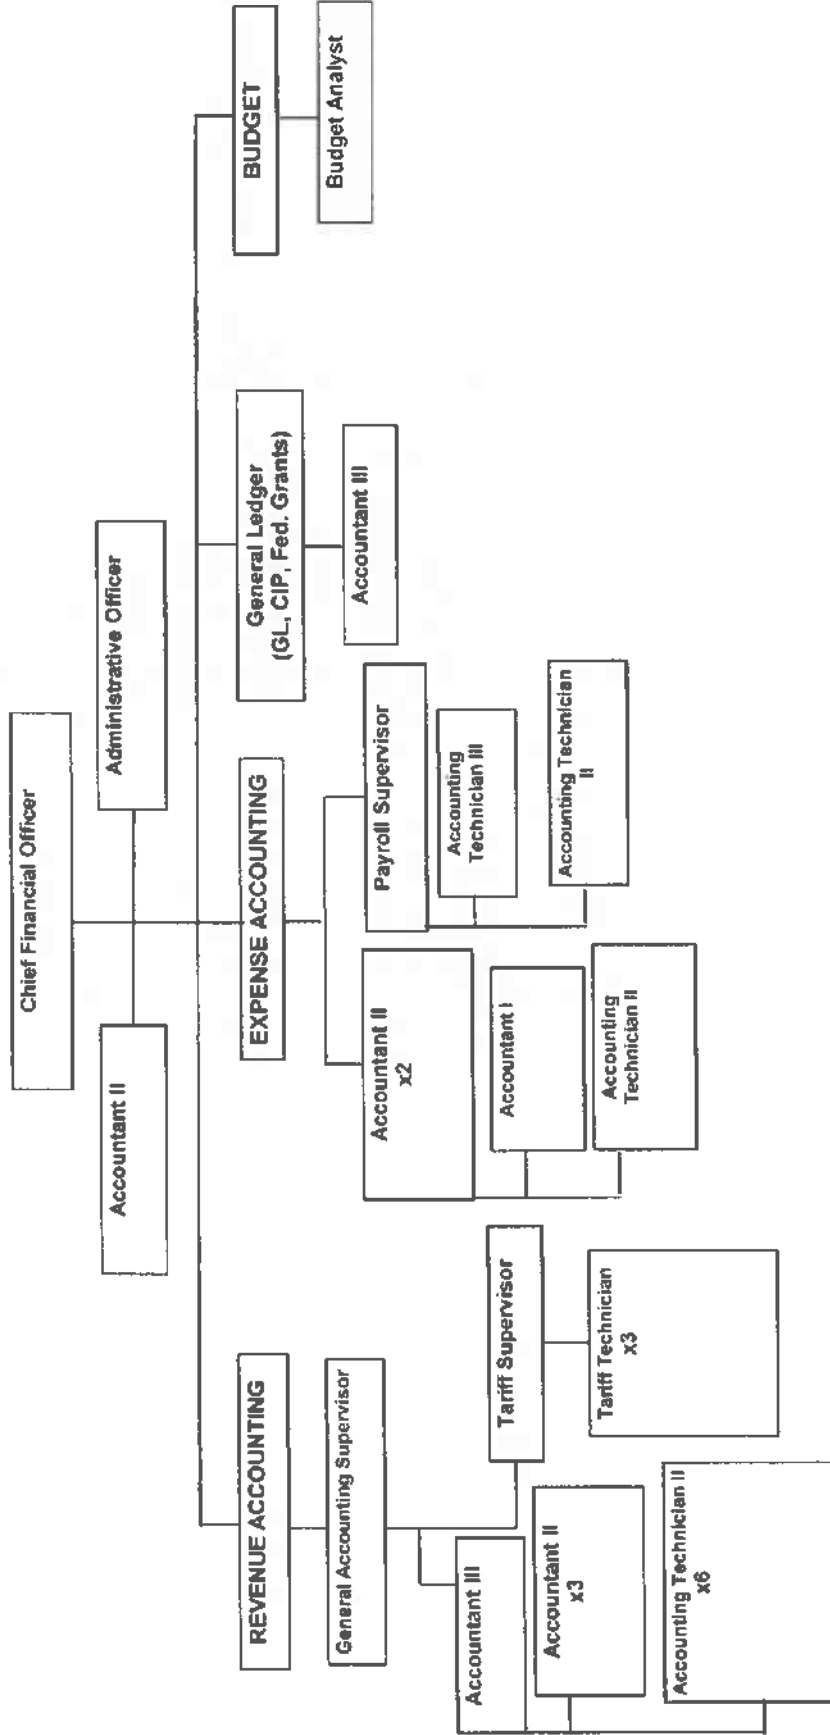 Chief Financial Officer
Accountant II
Administrative Officer
REVENUE ACCOUNTING
General Accounting Supervisor
Accountant III
Accountant II
x3
Accounting Technician II
x6
Tariff Supervisor
Tariff Technician
x3
EXPENSE ACCOUNTING
Accountant II
x2
Accountant I
Accounting
Technician II
Payroll Supervisor
Accounting
Technician III
Accounting Technician
II
General Ledger
(GL, CIP, Fed. Grants)
Accountant III
BUDGET
Budget Analyst